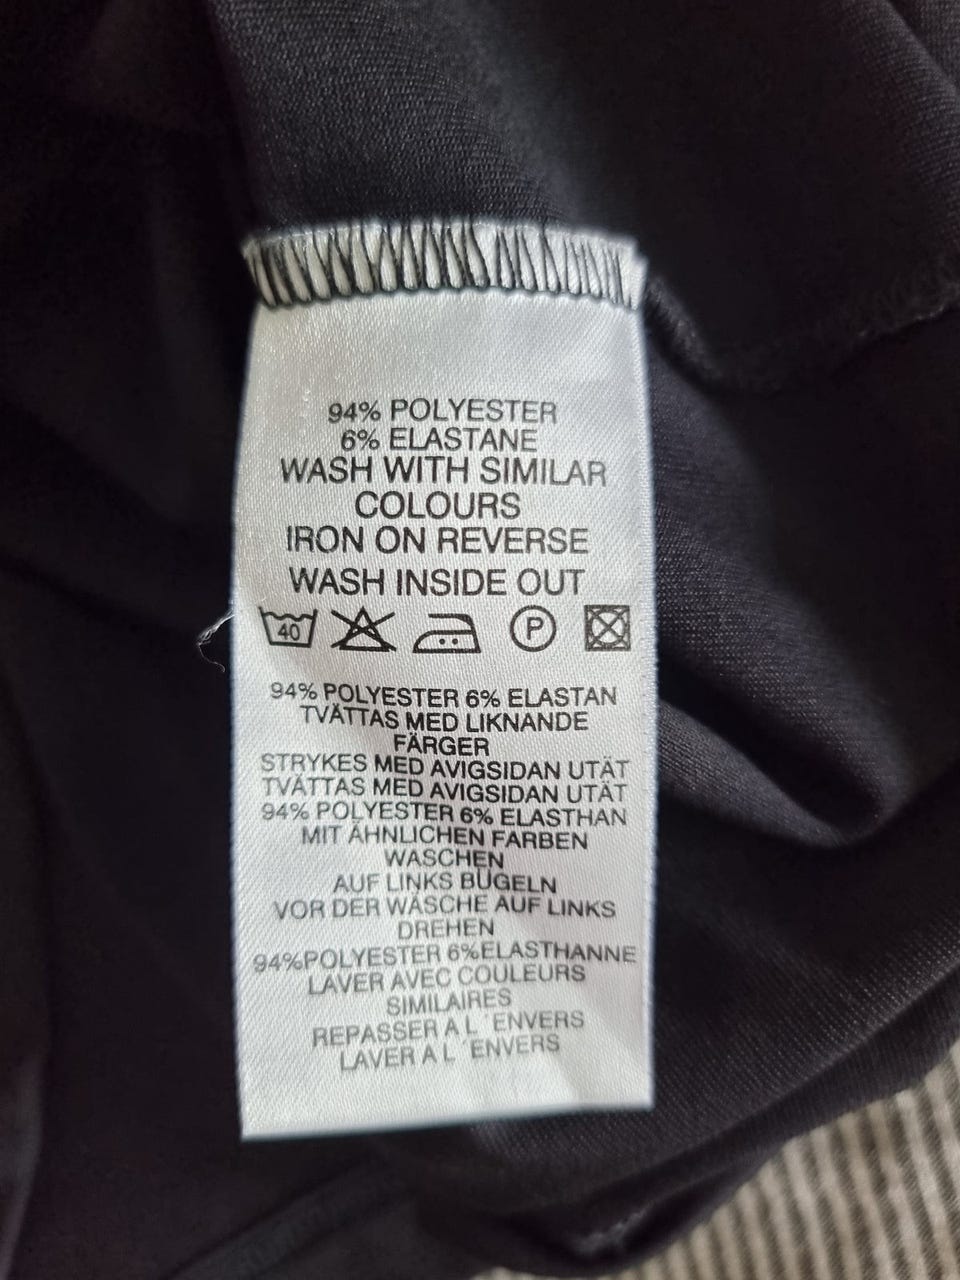 94% POLYESTER
6% ELASTANE
WASH WITH SIMILAR
COLOURS
IRON ON REVERSE
WASH INSIDE OUT
40 P
94% POLYESTER 6% ELASTAN
TVÄTTAS MED LIKNANDE
FÄRGER
STRYKES MED AVIGSIDAN UTÅT
TVÄTTAS MED AVIGSIDAN UTÅT
94% POLYESTER 6% ELASTHAN
MIT ÄHNLICHEN FARBEN
WASCHEN
AUF LINKS BÜGELN
VOR DER WÄSCHE AUF LINKS
DREHEN
94%POLYESTER 6%ELASTHANNE
LAVER AVEC COULEURS
SIMILAIRES
REPASSER A L ́ENVERS
LAVER A L ́ENVERS